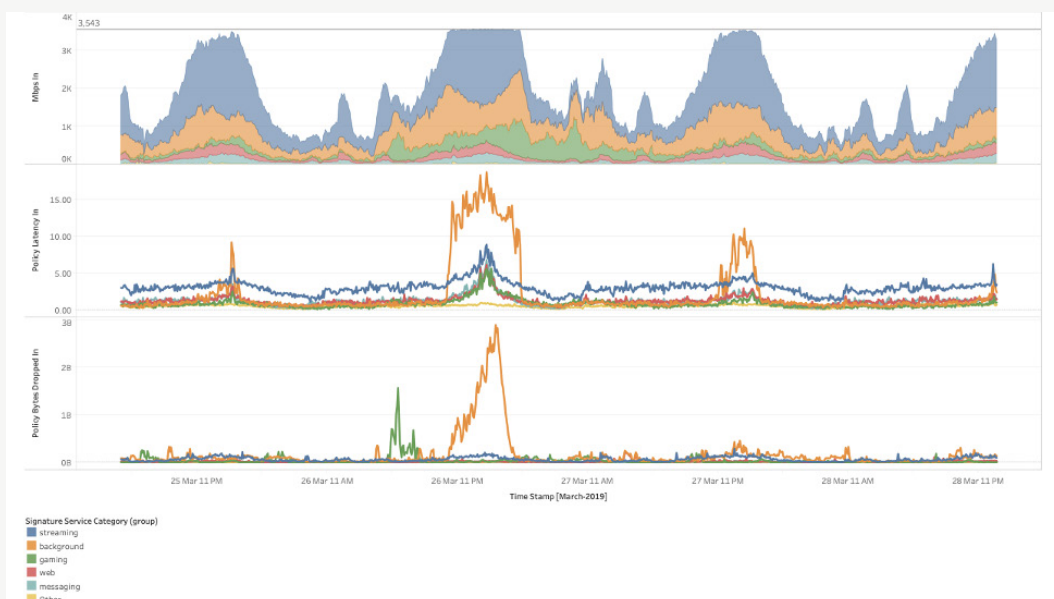 4K
3,543
3K
2K
1K
0K
Mbps In
15.00
10.00
5.00
0.00
Policy Latency In
3B
2B
1B
0B
Policy Bytes Dropped In
25 Mar 11 PM
26 Mar 11 AM
26 Mar 11 PM
27 Mar 11 AM
27 Mar 11 PM
28 Mar 11 AM
28 Mar 11 PM
Time Stamp [March-2019]
Signature Service Category (group)
streaming
background
gaming
web
messaging
Other